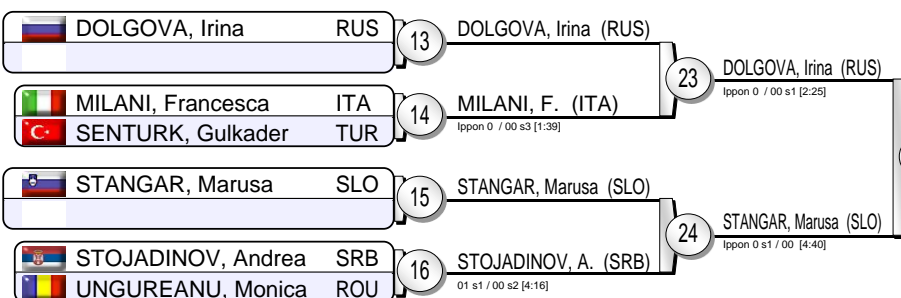 DOLGOVA, Irina RUS
13
DOLGOVA, Irina (RUS)
23
DOLGOVA, Irina (RUS)
Ippon 0 / 00 s1 [2:25]
MILANI, Francesca ITA
SENTURK, Gulkader TUR
14
MILANI, F. (ITA)
Ippon 0 / 00 s3 [1:39]
STANGAR, Marusa SLO
15
STANGAR, Marusa (SLO)
24
STANGAR, Marusa (SLO)
Ippon 0 s1 / 00 [4:40]
STOJADINOV, Andrea SRB
UNGUREANU, Monica ROU
16
STOJADINOV, A. (SRB)
01 s1 / 00 s2 [4:16]